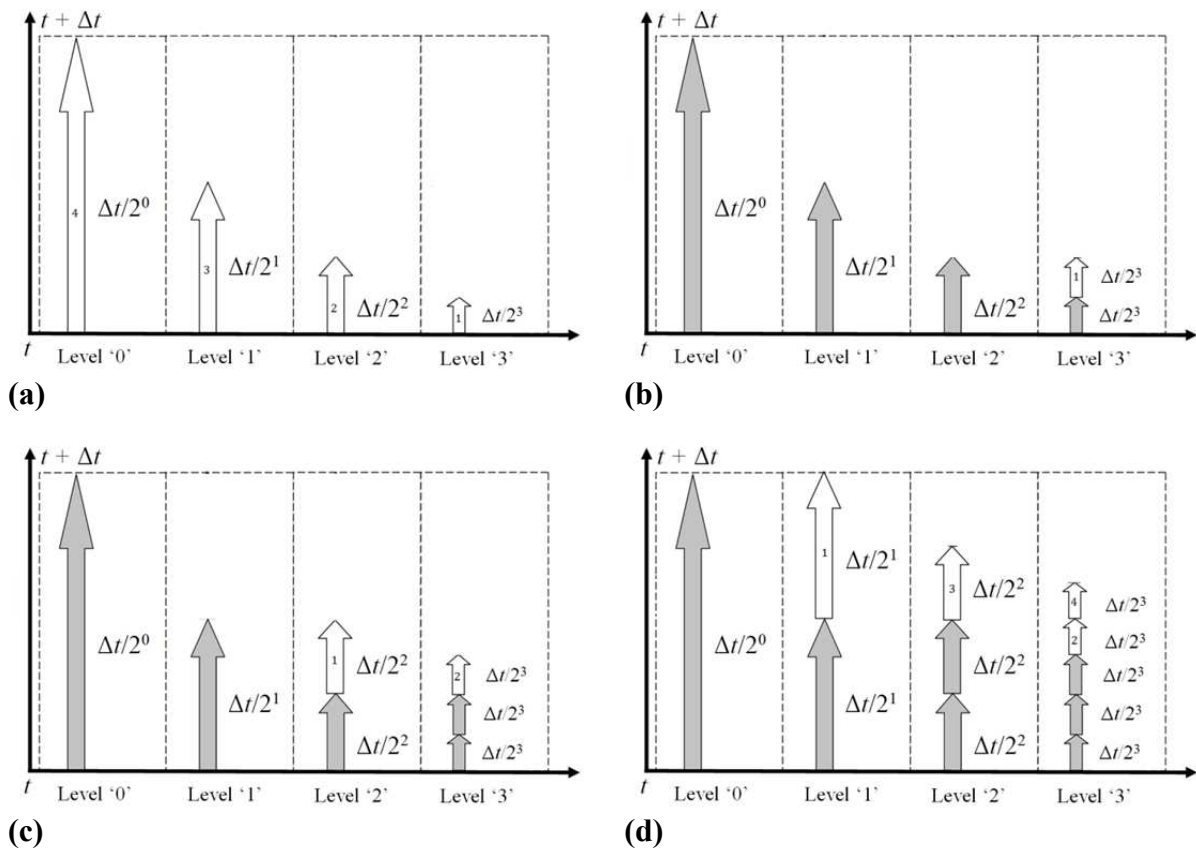 t + Δt
4
Δt/2⁰
3
Δt/2¹
2
Δt/2²
1
Δt/2³
t
Level ‘0’
Level ‘1’
Level ‘2’
Level ‘3’
(a)
t + Δt
Δt/2⁰
Δt/2¹
Δt/2²
1
Δt/2³
Δt/2³
t
Level ‘0’
Level ‘1’
Level ‘2’
Level ‘3’
(b)
t + Δt
Δt/2⁰
Δt/2¹
1
Δt/2²
Δt/2²
2
Δt/2³
Δt/2³
Δt/2³
t
Level ‘0’
Level ‘1’
Level ‘2’
Level ‘3’
(c)
t + Δt
Δt/2⁰
1
Δt/2¹
Δt/2¹
3
Δt/2²
Δt/2²
Δt/2²
4
Δt/2³
2
Δt/2³
Δt/2³
Δt/2³
Δt/2³
t
Level ‘0’
Level ‘1’
Level ‘2’
Level ‘3’
(d)